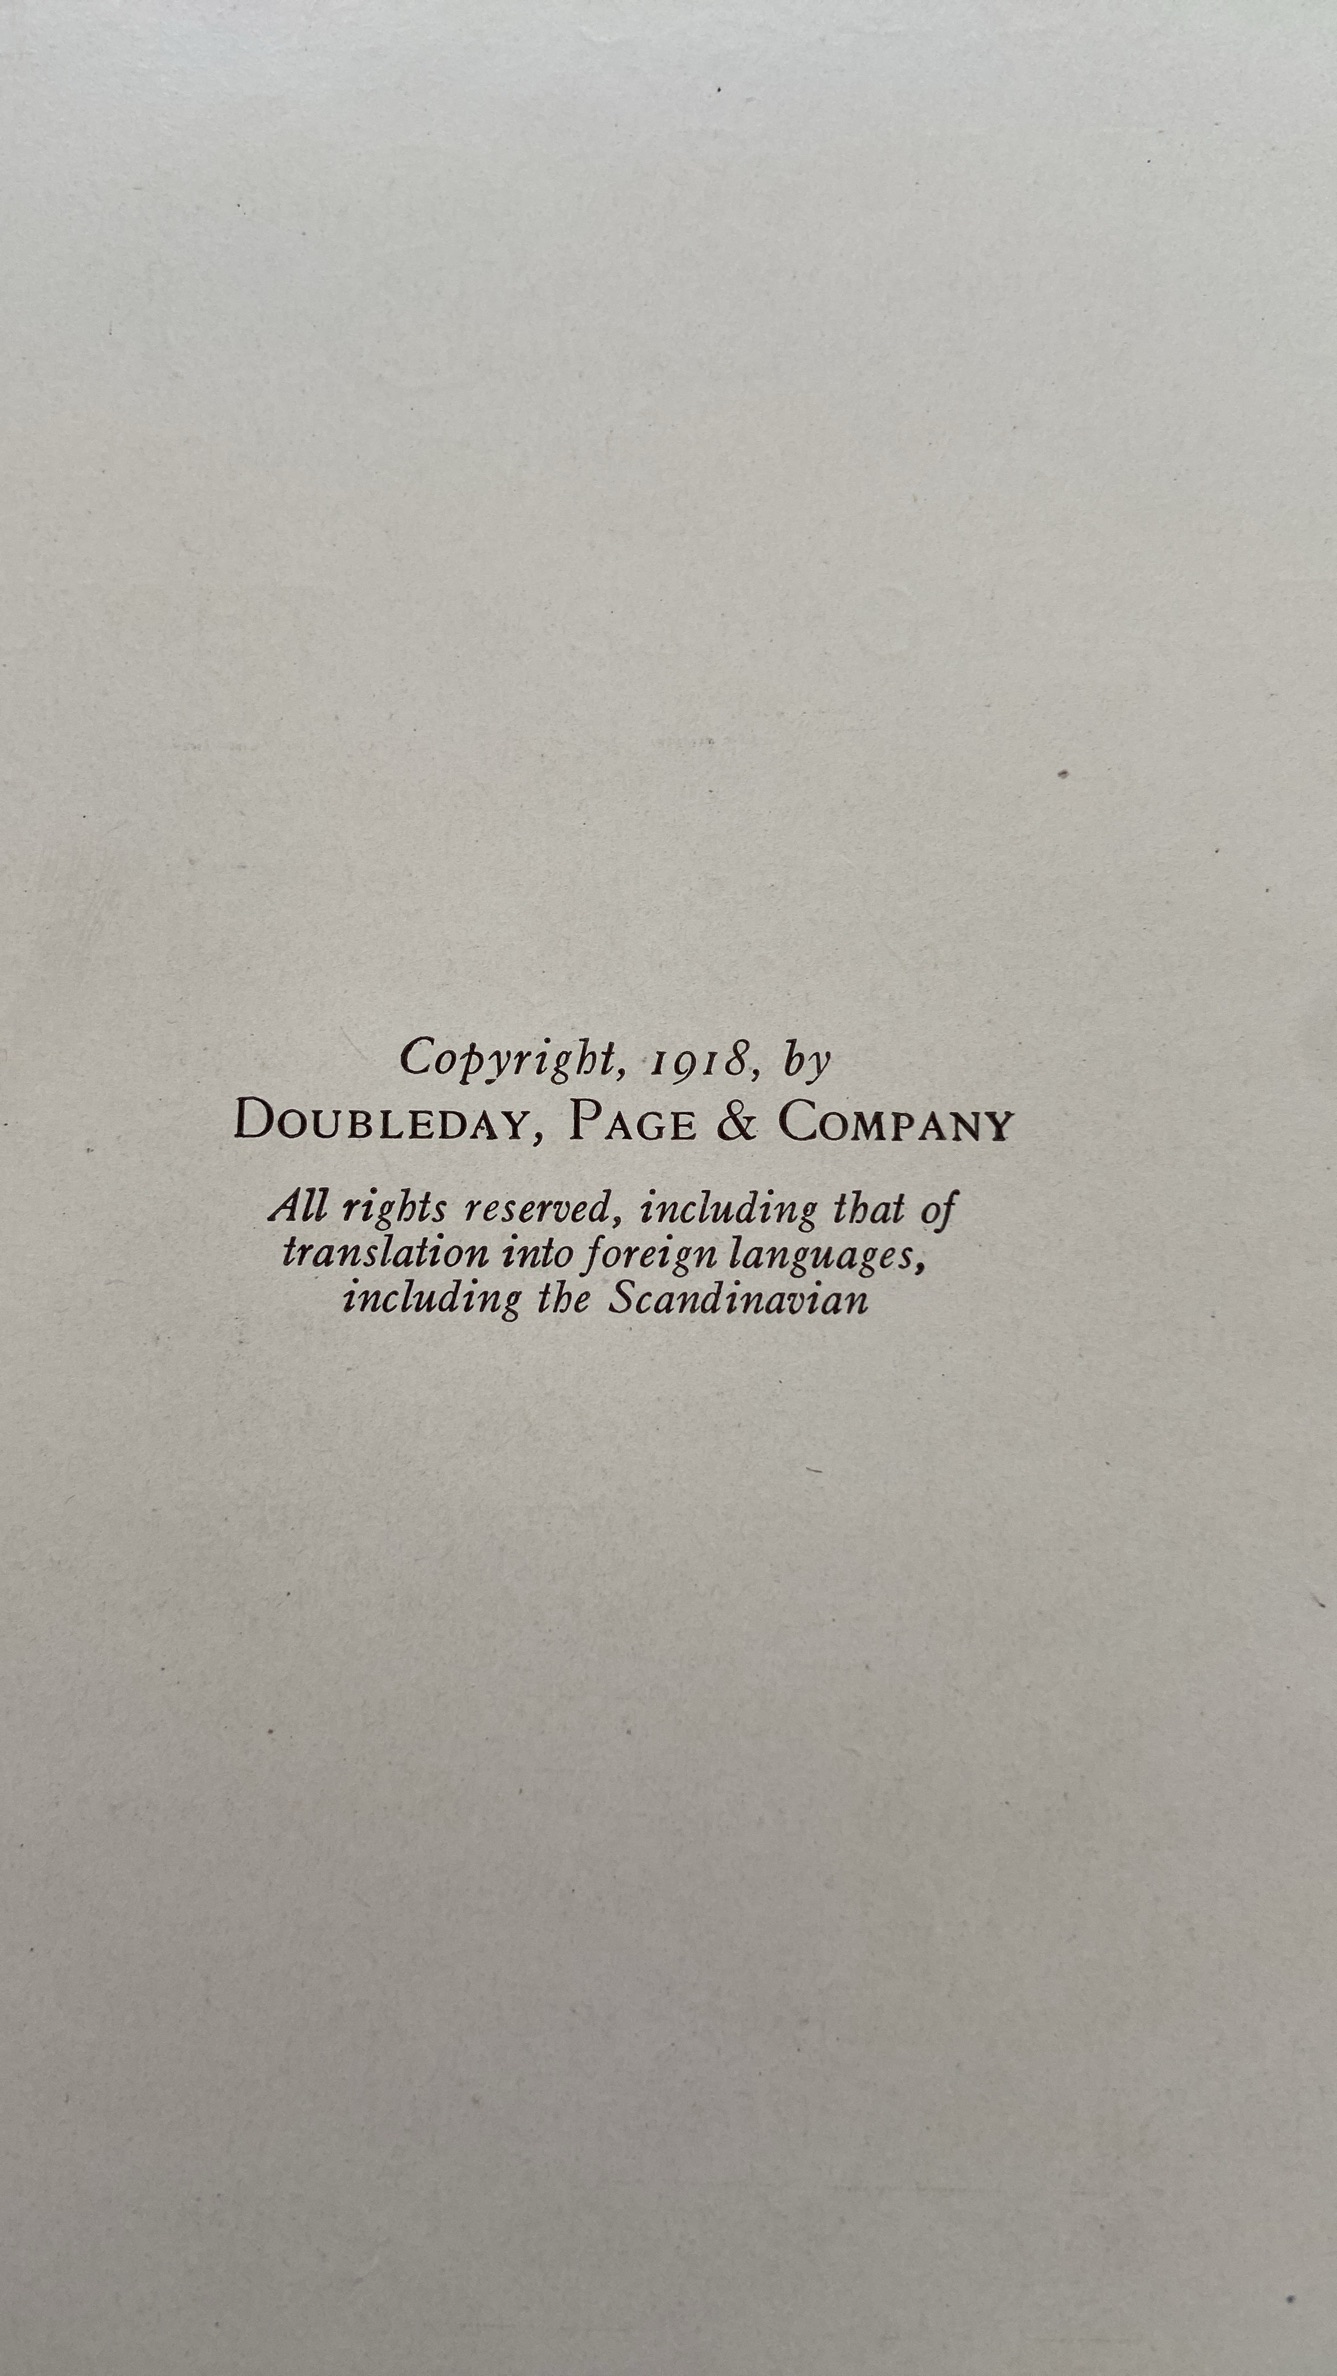 Copyright, 1918, by
DOUBLEDAY, PAGE & COMPANY
All rights reserved, including that of
translation into foreign languages,
including the Scandinavian